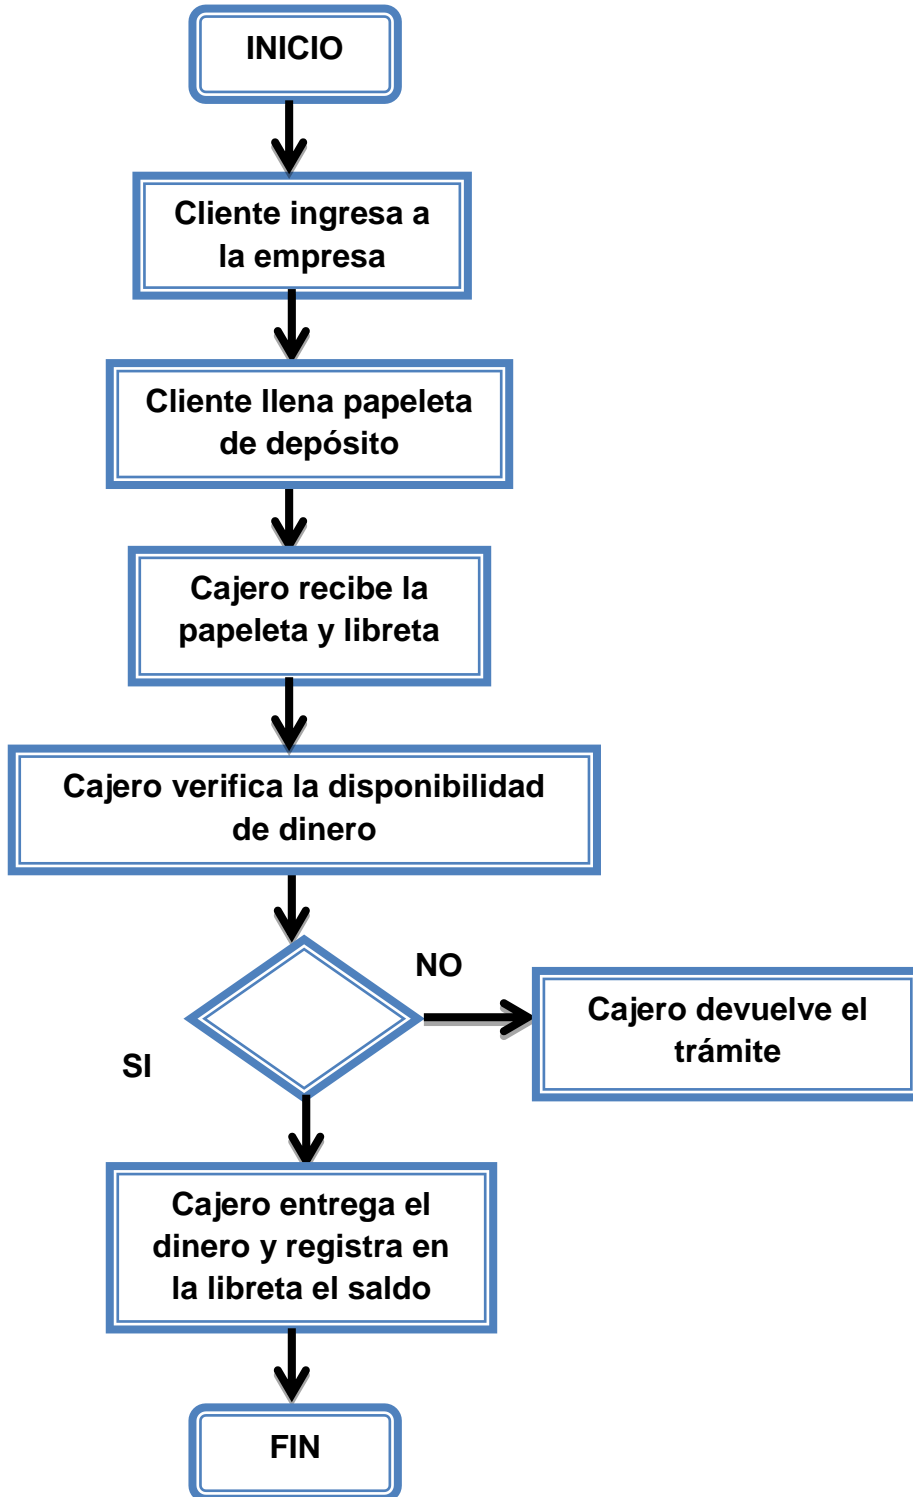 INICIO
Cliente ingresa a
la empresa
Cliente llena papeleta
de depósito
Cajero recibe la
papeleta y libreta
Cajero verifica la disponibilidad
de dinero
NO
Cajero devuelve el
trámite
SI
Cajero entrega el
dinero y registra en
la libreta el saldo
FIN